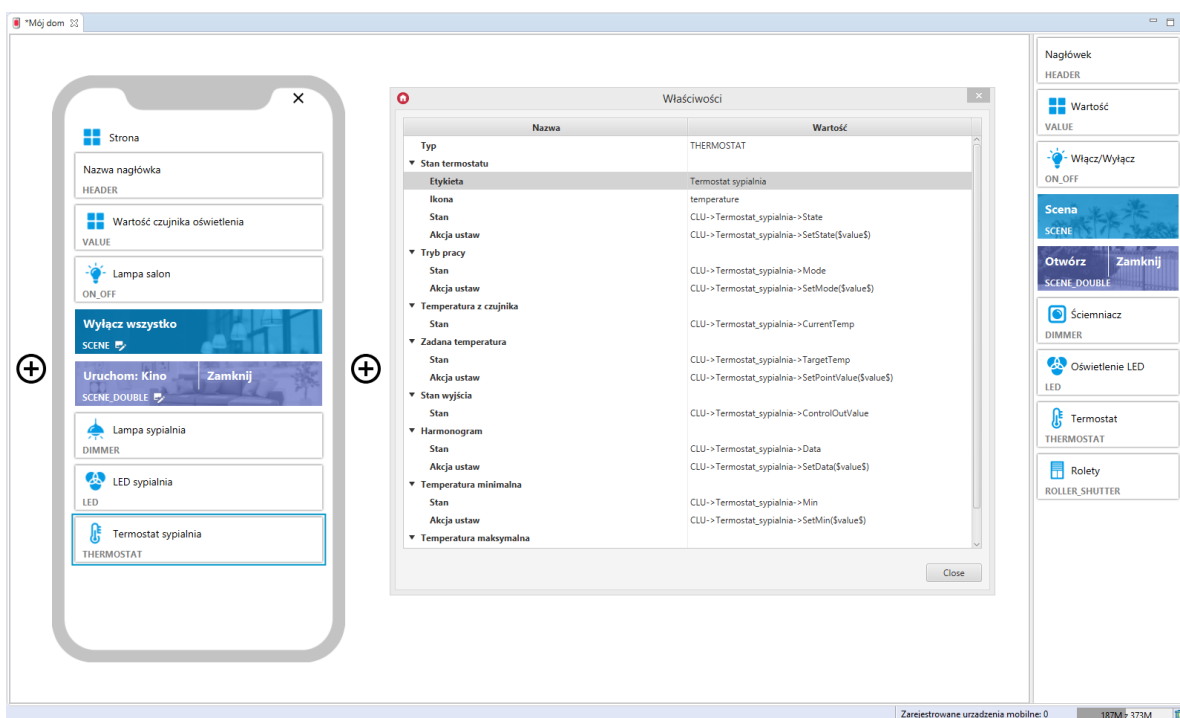 *Mój dom
Strona
Nazwa nagłówka
HEADER
Wartość czujnika oświetlenia
VALUE
Lampa salon
ON_OFF
Wyłącz wszystko
SCENE
Uruchom: Kino Zamknij
SCENE_DOUBLE
Lampa sypialnia
DIMMER
LED sypialnia
LED
Termostat sypialnia
THERMOSTAT
Właściwości
Nazwa Wartość
Typ THERMOSTAT
Stan termostatu
Etykieta Termostat sypialnia
Ikona temperature
Stan CLU->Termostat_sypialnia->State
Akcja ustaw CLU->Termostat_sypialnia->SetState($value$)
Tryb pracy
Stan CLU->Termostat_sypialnia->Mode
Akcja ustaw CLU->Termostat_sypialnia->SetMode($value$)
Temperatura z czujnika
Stan CLU->Termostat_sypialnia->CurrentTemp
Zadana temperatura
Stan CLU->Termostat_sypialnia->TargetTemp
Akcja ustaw CLU->Termostat_sypialnia->SetPointValue($value$)
Stan wyjścia
Stan CLU->Termostat_sypialnia->ControlOutValue
Harmonogram
Stan CLU->Termostat_sypialnia->Data
Akcja ustaw CLU->Termostat_sypialnia->SetData($value$)
Temperatura minimalna
Stan CLU->Termostat_sypialnia->Min
Akcja ustaw CLU->Termostat_sypialnia->SetMin($value$)
Temperatura maksymalna
Close
Nagłówek
HEADER
Wartość
VALUE
Włącz/Wyłącz
ON_OFF
Scena
SCENE
Otwórz Zamknij
SCENE_DOUBLE
Ściemniacz
DIMMER
Oświetlenie LED
LED
Termostat
THERMOSTAT
Rolety
ROLLER_SHUTTER
Zarejestrowane urządzenia mobilne: 0 187M z 373M